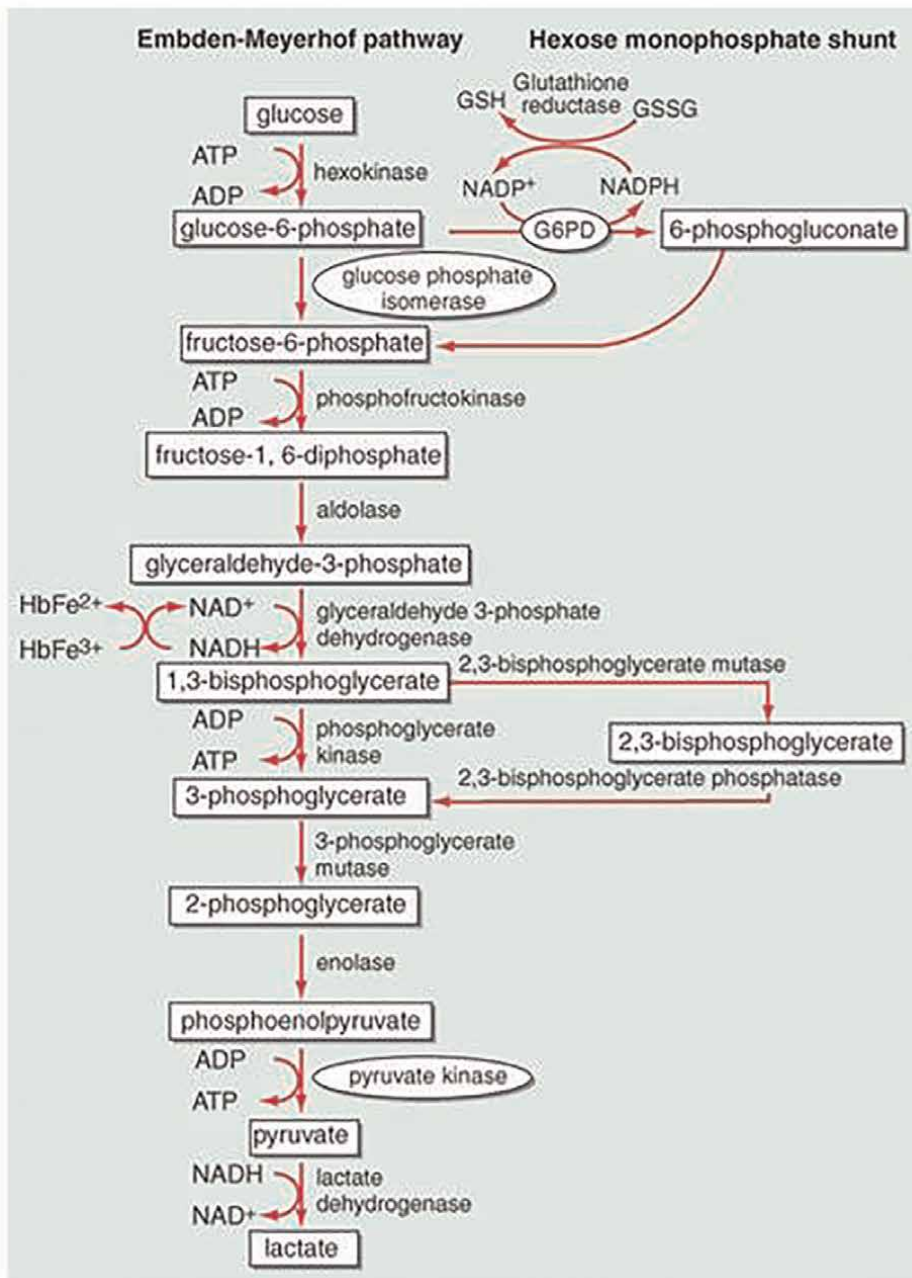 Embden-Meyerhof pathway
Hexose monophosphate shunt
Glutathione
reductase
GSH
GSSG
glucose
ATP
ADP
hexokinase
NADP+
NADPH
glucose-6-phosphate
G6PD
6-phosphogluconate
glucose phosphate
isomerase
fructose-6-phosphate
ATP
ADP
phosphofructokinase
fructose-1, 6-diphosphate
aldolase
glyceraldehyde-3-phosphate
HbFe2+
HbFe3+
NAD+
NADH
glyceraldehyde 3-phosphate
dehydrogenase
1,3-bisphosphoglycerate
2,3-bisphosphoglycerate mutase
ADP
ATP
phosphoglycerate
kinase
2,3-bisphosphoglycerate
2,3-bisphosphoglycerate phosphatase
3-phosphoglycerate
3-phosphoglycerate
mutase
2-phosphoglycerate
enolase
phosphoenolpyruvate
ADP
ATP
pyruvate kinase
pyruvate
NADH
NAD+
lactate
dehydrogenase
lactate